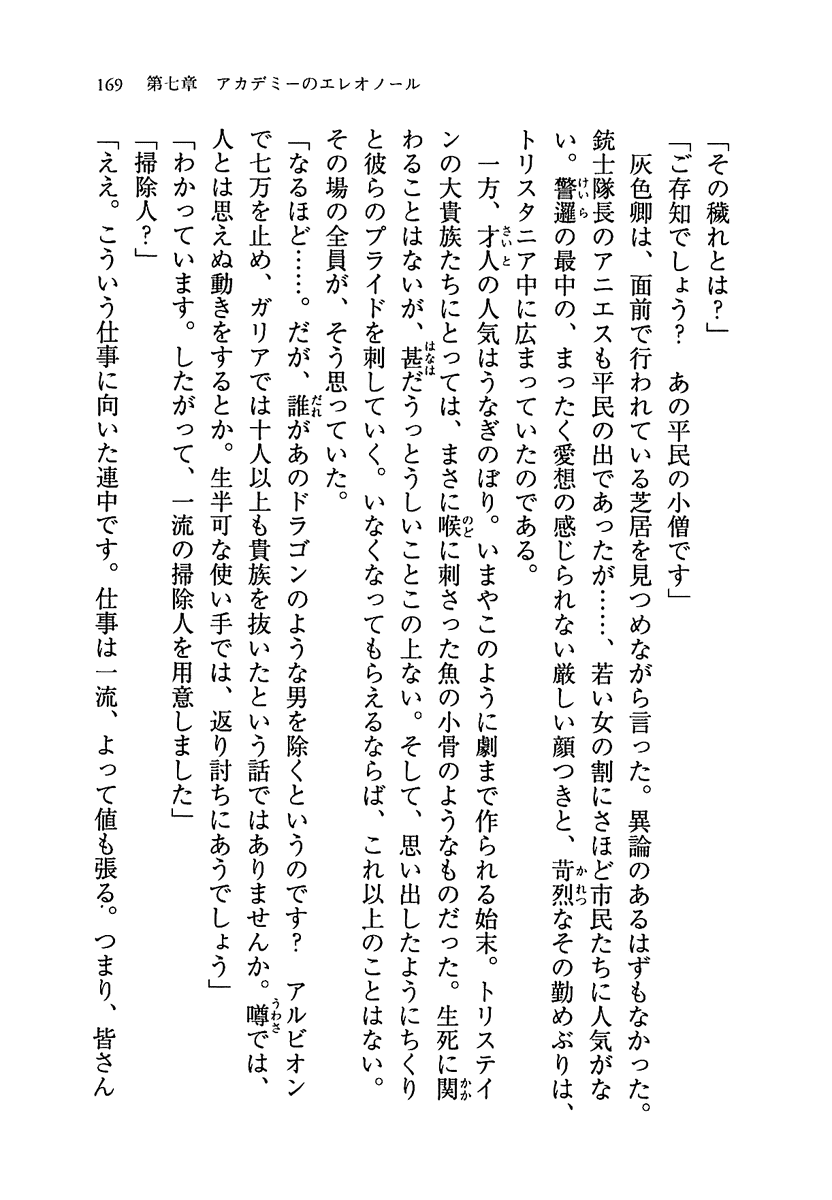 169　第七章　アカデミーのエレオノール
「その穢れとは？」
「ご存知でしょう？　あの平民の小僧です」
　灰色卿は、面前で行われている芝居を見つめながら言った。異論のあるはずもなかった。
銃士隊長のアニエスも平民の出であったが……、若い女の割にさほど市民たちに人気がな
い。警邏の最中の、まったく愛想の感じられない厳しい顔つきと、苛烈なその勤めぶりは、
トリスタニア中に広まっていたのである。
　一方、才人の人気はうなぎのぼり。いまやこのように劇まで作られる始末。トリステイ
ンの大貴族たちにとっては、まさに喉に刺さった魚の小骨のようなものだった。生死に関
わることはないが、甚だうっとうしいことこの上ない。そして、思い出したようにちくり
と彼らのプライドを刺していく。いなくなってもらえるならば、これ以上のことはない。
その場の全員が、そう思っていた。
「なるほど……。だが、誰があのドラゴンのような男を除くというのです？　アルビオン
で七万を止め、ガリアでは十人以上も貴族を抜いたという話ではありませんか。噂では、
人とは思えぬ動きをするとか。生半可な使い手では、返り討ちにあうでしょう」
「わかっています。したがって、一流の掃除人を用意しました」
「掃除人？」
「ええ。こういう仕事に向いた連中です。仕事は一流、よって値も張る。つまり、皆さん